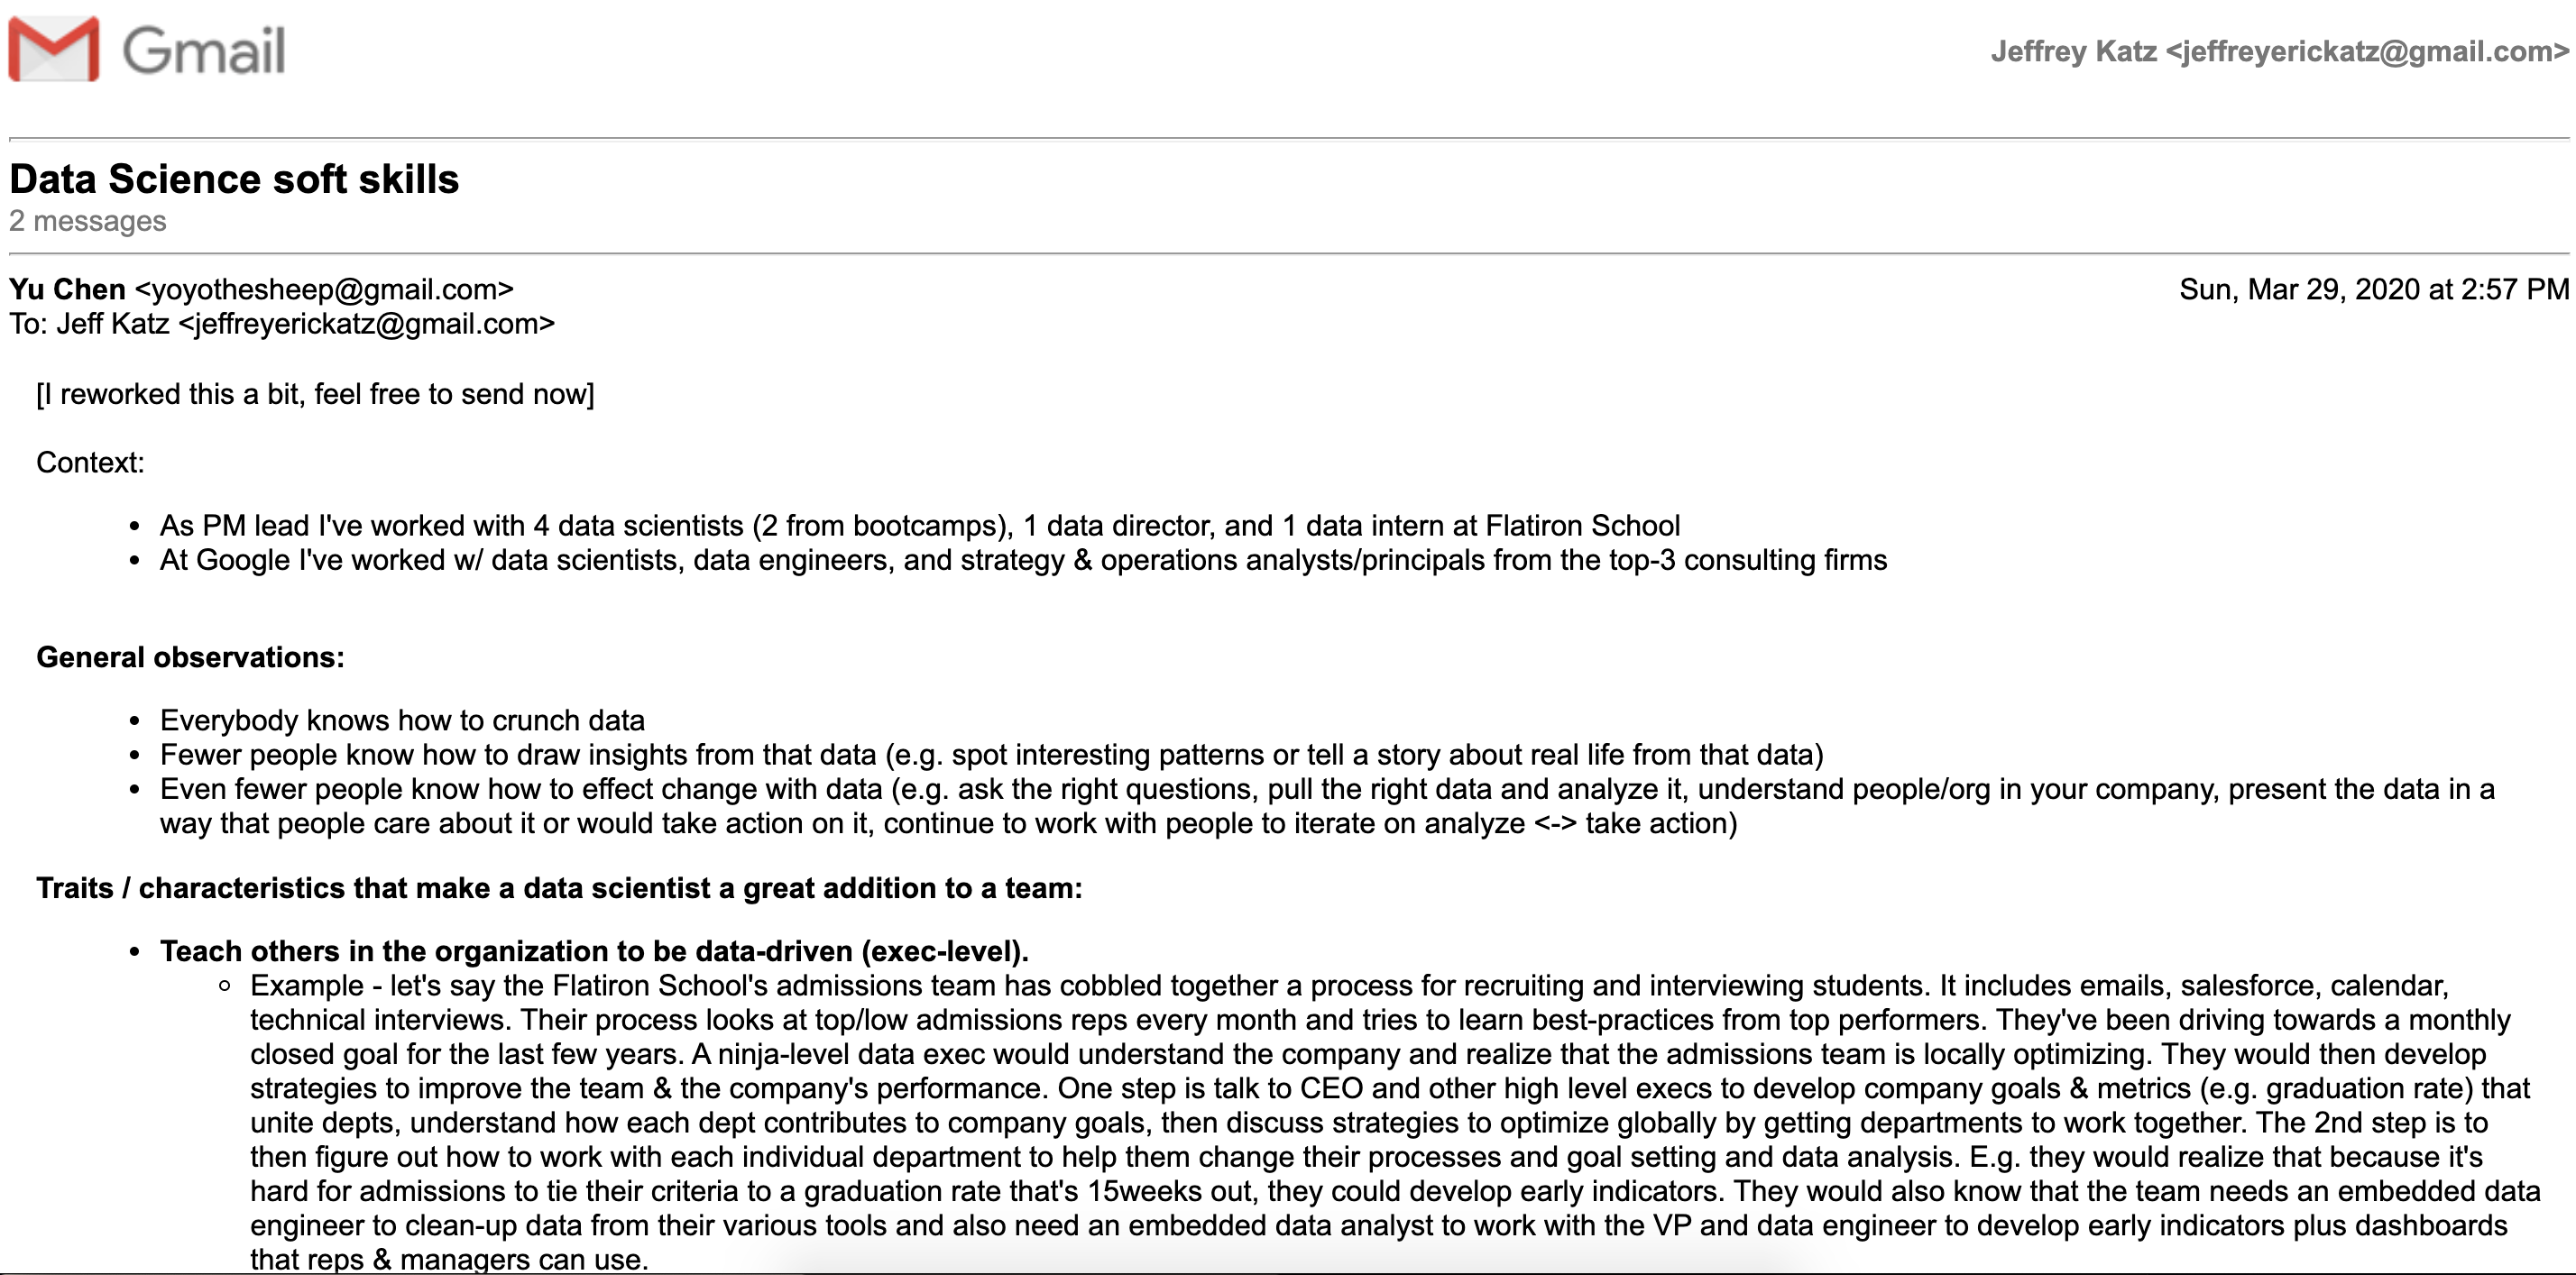 Gmail
Jeffrey Katz <jeffreyerickatz@gmail.com>
Data Science soft skills
2 messages
Yu Chen <yoyothesheep@gmail.com>
Sun, Mar 29, 2020 at 2:57 PM
To: Jeff Katz <jeffreyerickatz@gmail.com>
[I reworked this a bit, feel free to send now]
Context:
• As PM lead I've worked with 4 data scientists (2 from bootcamps), 1 data director, and 1 data intern at Flatiron School
• At Google I've worked w/ data scientists, data engineers, and strategy & operations analysts/principals from the top-3 consulting firms
General observations:
• Everybody knows how to crunch data
• Fewer people know how to draw insights from that data (e.g. spot interesting patterns or tell a story about real life from that data)
• Even fewer people know how to effect change with data (e.g. ask the right questions, pull the right data and analyze it, understand people/org in your company, present the data in a
way that people care about it or would take action on it, continue to work with people to iterate on analyze <-> take action)
Traits / characteristics that make a data scientist a great addition to a team:
• Teach others in the organization to be data-driven (exec-level).
○ Example - let's say the Flatiron School's admissions team has cobbled together a process for recruiting and interviewing students. It includes emails, salesforce, calendar,
technical interviews. Their process looks at top/low admissions reps every month and tries to learn best-practices from top performers. They've been driving towards a monthly
closed goal for the last few years. A ninja-level data exec would understand the company and realize that the admissions team is locally optimizing. They would then develop
strategies to improve the team & the company's performance. One step is talk to CEO and other high level execs to develop company goals & metrics (e.g. graduation rate) that
unite depts, understand how each dept contributes to company goals, then discuss strategies to optimize globally by getting departments to work together. The 2nd step is to
then figure out how to work with each individual department to help them change their processes and goal setting and data analysis. E.g. they would realize that because it's
hard for admissions to tie their criteria to a graduation rate that's 15weeks out, they could develop early indicators. They would also know that the team needs an embedded data
engineer to clean-up data from their various tools and also need an embedded data analyst to work with the VP and data engineer to develop early indicators plus dashboards
that reps & managers can use.